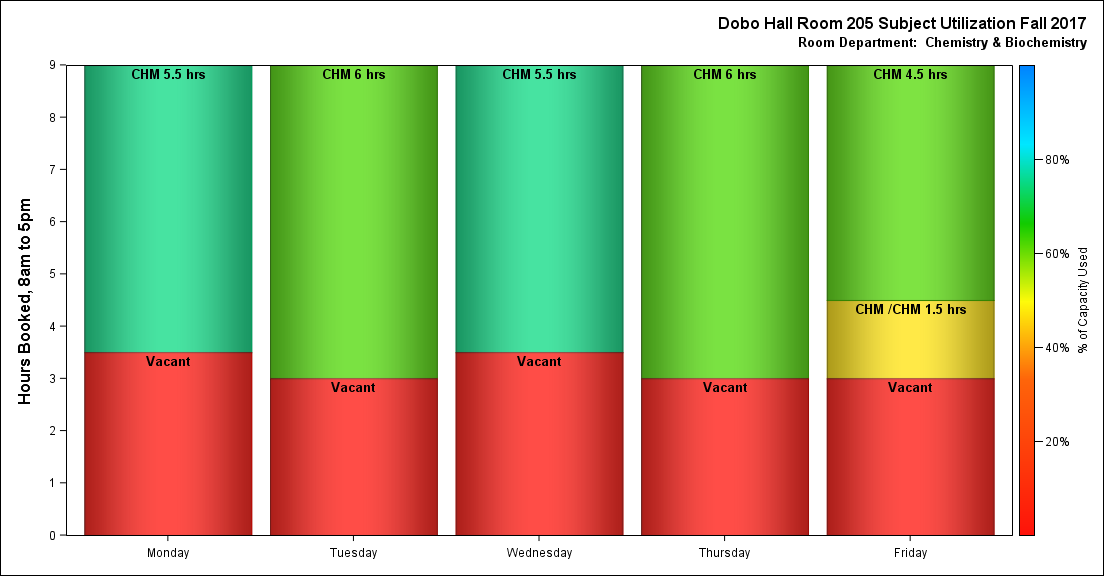 Dobo Hall Room 205 Subject Utilization Fall 2017
Room Department:  Chemistry & Biochemistry
Hours Booked, 8am to 5pm
9
8
7
6
5
4
3
2
1
0
CHM 5.5 hrs
Vacant
CHM 6 hrs
Vacant
CHM 5.5 hrs
Vacant
CHM 6 hrs
Vacant
CHM 4.5 hrs
CHM /CHM 1.5 hrs
Vacant
Monday
Tuesday
Wednesday
Thursday
Friday
80%
60%
40%
20%
% of Capacity Used